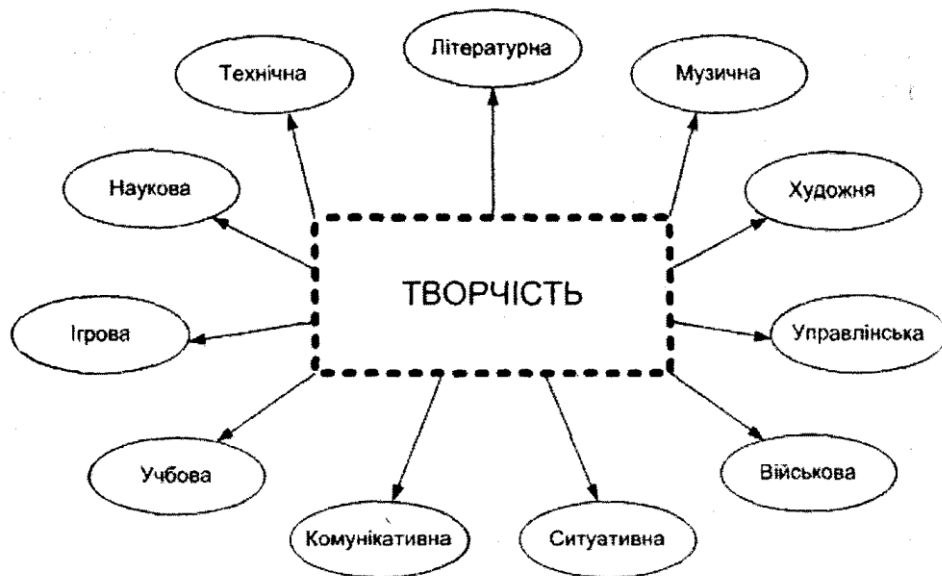 Літературна
Технічна
Музична
Наукова
Художня
ТВОРЧІСТЬ
Ігрова
Управлінська
Учбова
Військова
Комунікативна
Ситуативна